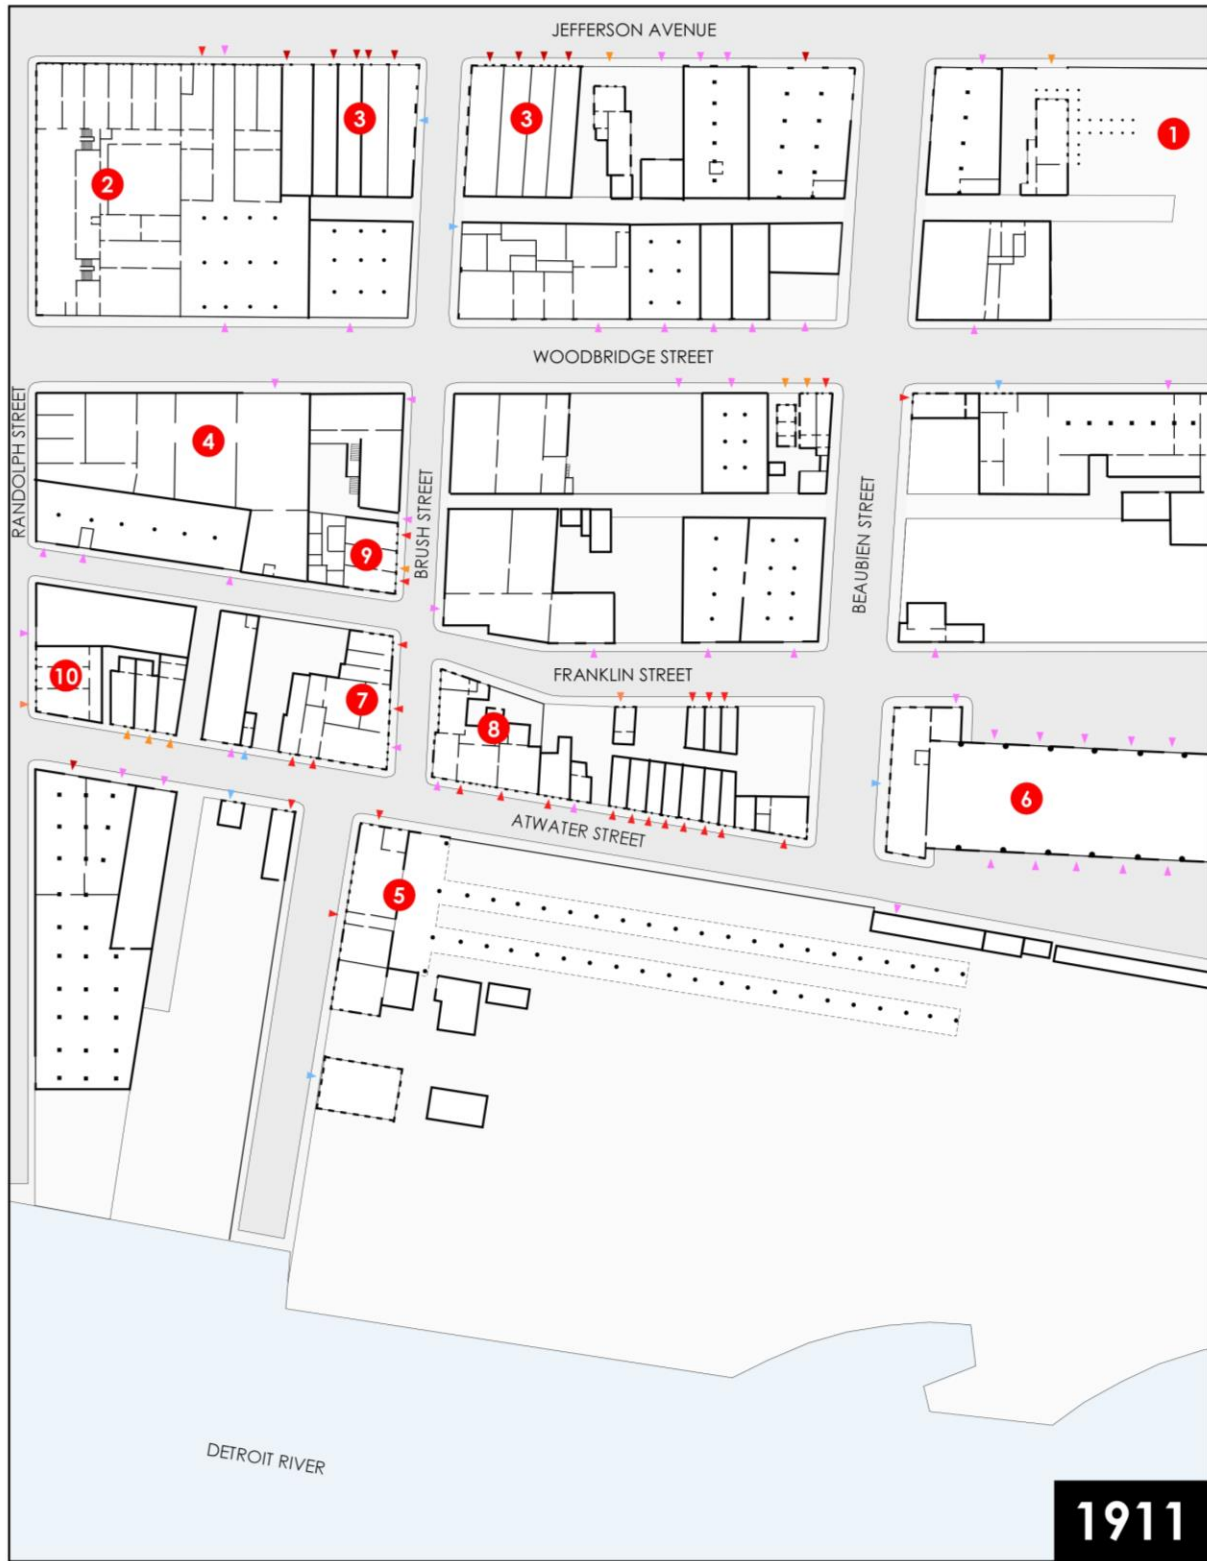 JEFFERSON AVENUE
1
2
3
3
WOODBRIDGE STREET
RANDOLPH STREET
4
BRUSH STREET
BEAUBIEN STREET
9
FRANKLIN STREET
10
7
8
6
ATWATER STREET
5
DETROIT RIVER
1911